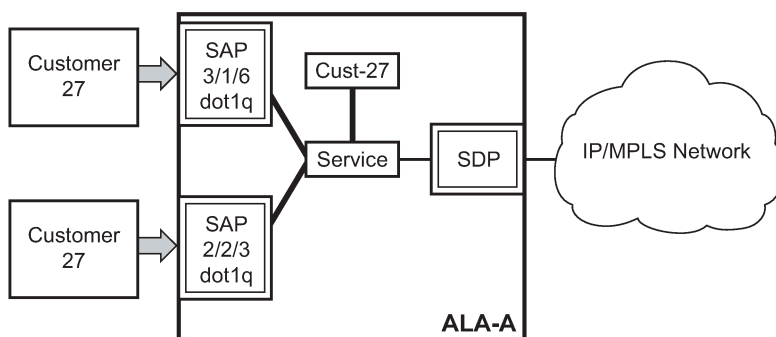 Customer
27
SAP
3/1/6
dot1q
Cust-27
Service
SDP
IP/MPLS Network
Customer
27
SAP
2/2/3
dot1q
ALA-A